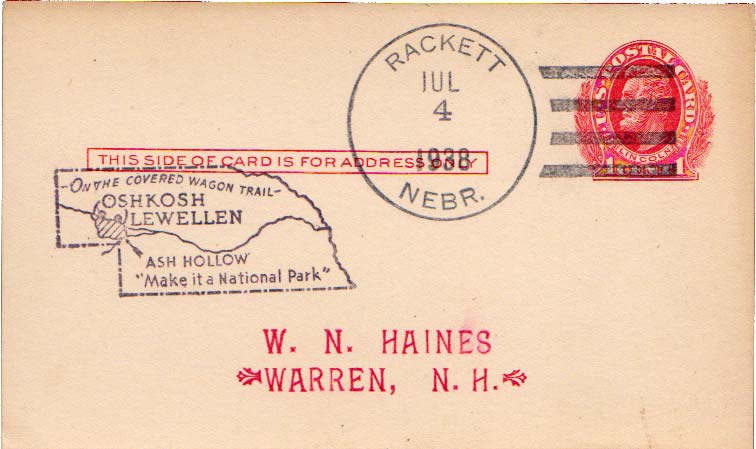 RACKETT
JUL
4
1938
NEBR.
U.S. POSTAL CARD
LINCOLN
THIS SIDE OF CARD IS FOR ADDRESS ONLY
-ON THE COVERED WAGON TRAIL-
OSHKOSH
LEWELLEN
ASH HOLLOW
"Make it a National Park"
W. N. HAINES
WARREN, N. H.